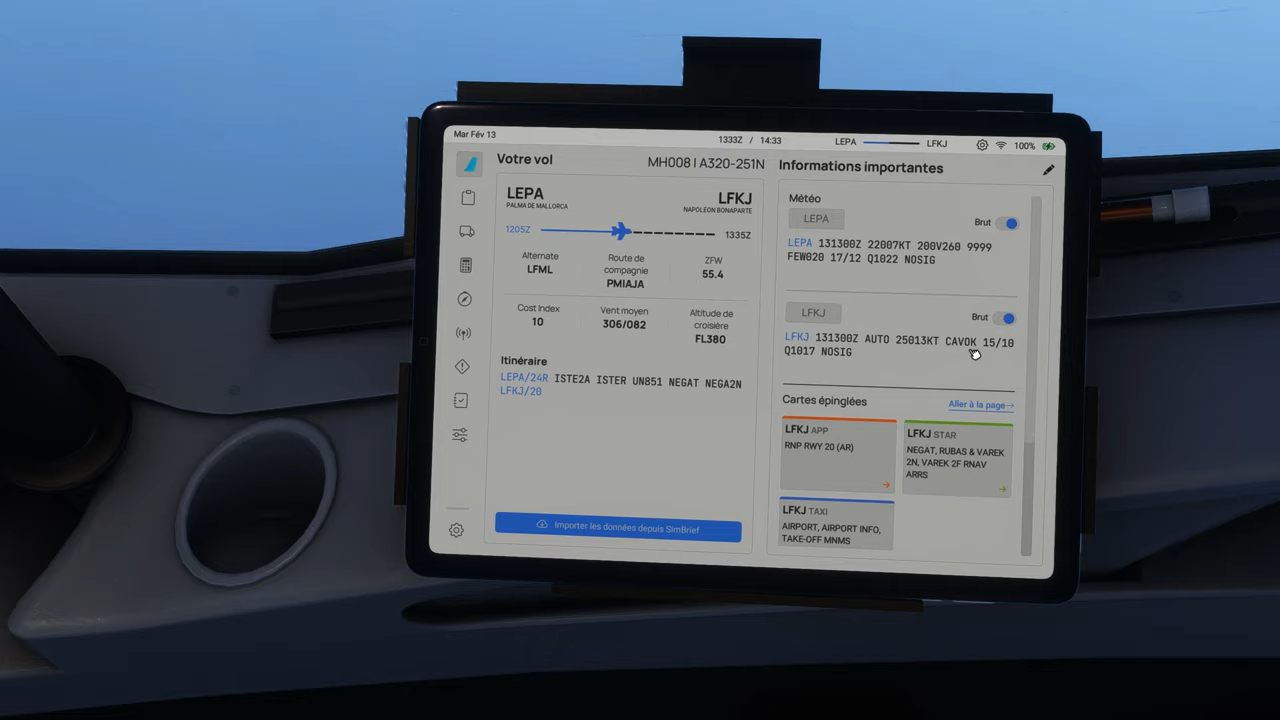 Mar Fév 13
1333Z / 14:33
LEPA LFKJ
100%
Votre vol
MH008 | A320-251N
LEPA
PALMA DE MALLORCA
LFKJ
NAPOLEON BONAPARTE
1205Z
1335Z
Alternate
LFML
Route de
compagnie
PMIAJA
ZFW
55.4
Cost Index
10
Vent moyen
306/082
Altitude de
croisière
FL380
Itinéraire
LEPA/24R ISTE2A ISTER UN851 NEGAT NEGA2N
LFKJ/20
Importer les données depuis SimBrief
Informations importantes
Météo
LEPA
Brut
LEPA 131300Z 22007KT 200V260 9999
FEW020 17/12 Q1022 NOSIG
LFKJ
Brut
LFKJ 131300Z AUTO 25013KT CAVOK 15/10
Q1017 NOSIG
Cartes épinglées
Aller à la page
LFKJ APP
RNP RWY 20 (AR)
LFKJ STAR
NEGAT, RUBAS & VAREK
2N, VAREK 2F RNAV
ARRS
LFKJ TAXI
AIRPORT, AIRPORT INFO,
TAKE-OFF MNMS